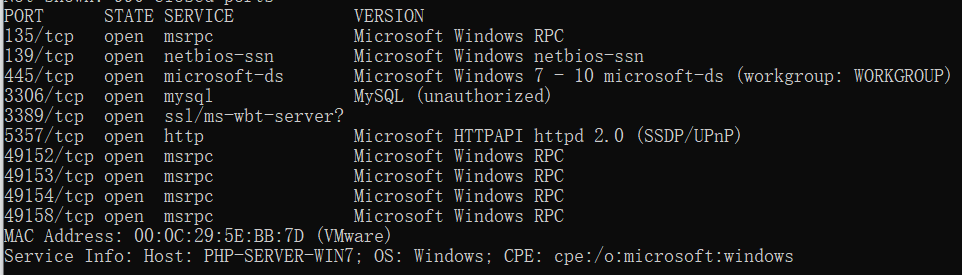 PORT STATE SERVICE VERSION
135/tcp open msrpc Microsoft Windows RPC
139/tcp open netbios-ssn Microsoft Windows netbios-ssn
445/tcp open microsoft-ds Microsoft Windows 7 - 10 microsoft-ds (workgroup: WORKGROUP)
3306/tcp open mysql MySQL (unauthorized)
3389/tcp open ssl/ms-wbt-server?
5357/tcp open http Microsoft HTTPAPI httpd 2.0 (SSDP/UPnP)
49152/tcp open msrpc Microsoft Windows RPC
49153/tcp open msrpc Microsoft Windows RPC
49154/tcp open msrpc Microsoft Windows RPC
49158/tcp open msrpc Microsoft Windows RPC
MAC Address: 00:0C:29:5E:BB:7D (VMware)
Service Info: Host: PHP-SERVER-WIN7; OS: Windows; CPE: cpe:/o:microsoft:windows